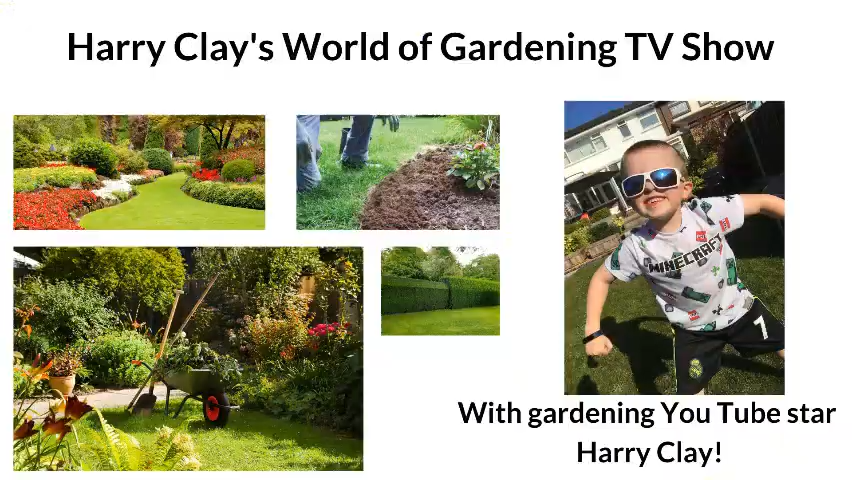 Harry Clay's World of Gardening TV Show
MINECRAFT
7
With gardening You Tube star
Harry Clay!